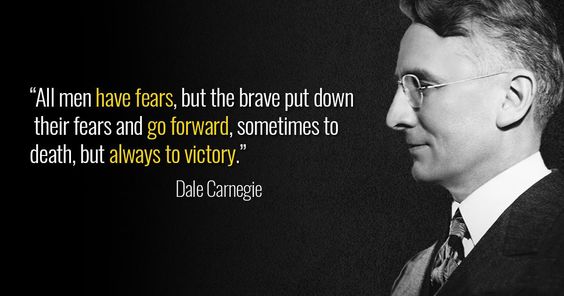 “All men have fears, but the brave put down
their fears and go forward, sometimes to
death, but always to victory.”
Dale Carnegie